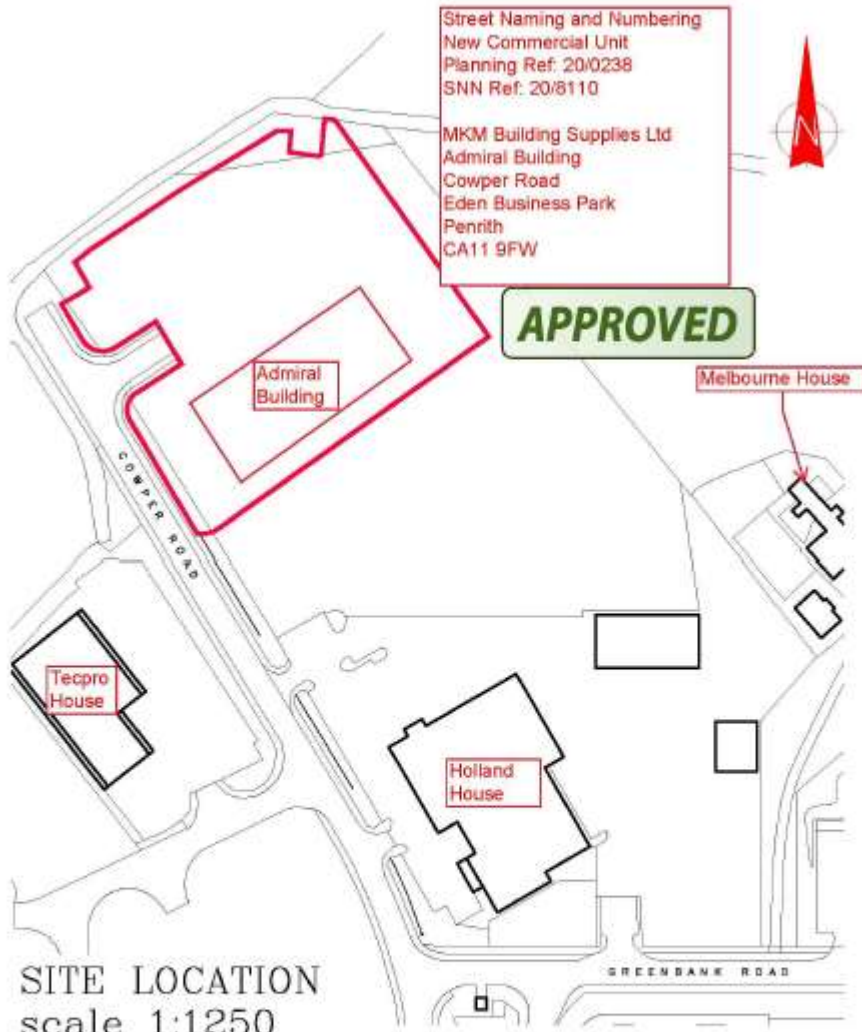 Street Naming and Numbering
New Commercial Unit
Planning Ref: 20/0238
SNN Ref: 20/8110
MKM Building Supplies Ltd
Admiral Building
Cowper Road
Eden Business Park
Penrith
CA11 9FW
N
APPROVED
Melbourne House
Admiral
Building
COWPER ROAD
Tecpro
House
Holland
House
GREENBANK ROAD
SITE LOCATION
scale 1:1250